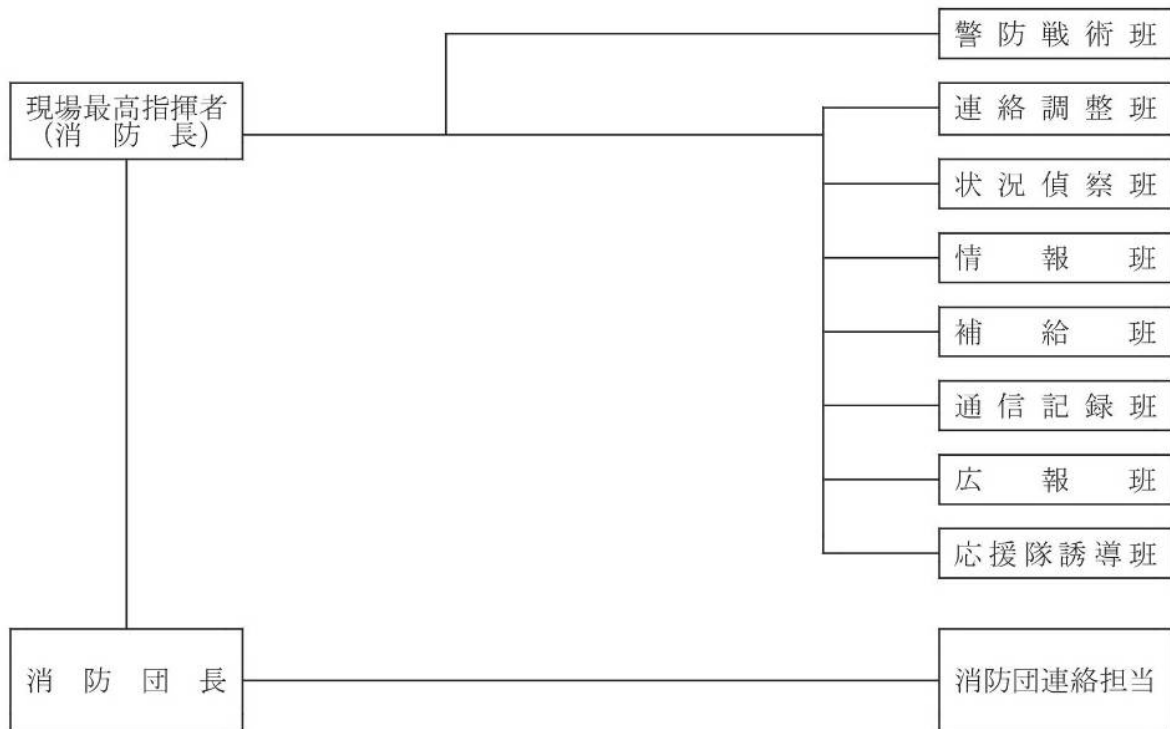 警防戦術班
現場最高指揮者
(消防長)
連絡調整班
状況偵察班
情報班
補給班
通信記録班
広報班
応援隊誘導班
消防団長
消防団連絡担当